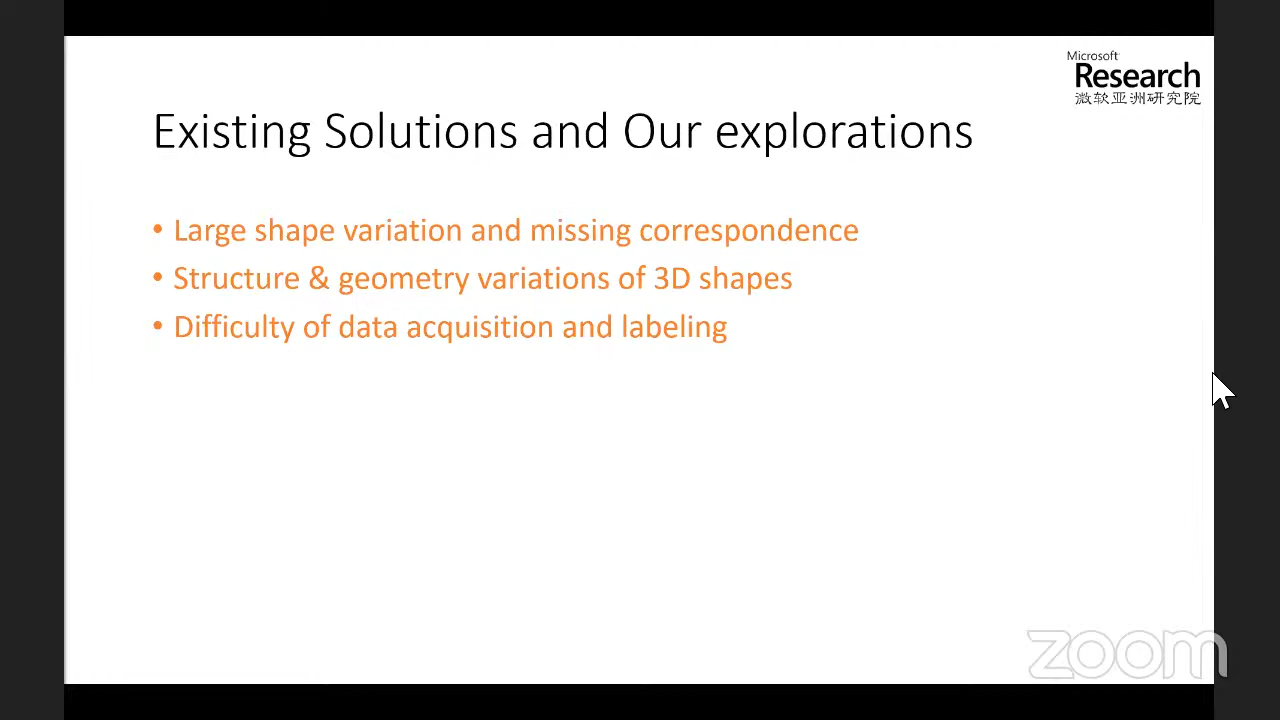 Microsoft
Research
微软亚洲研究院
Existing Solutions and Our explorations
• Large shape variation and missing correspondence
• Structure & geometry variations of 3D shapes
• Difficulty of data acquisition and labeling
zoom